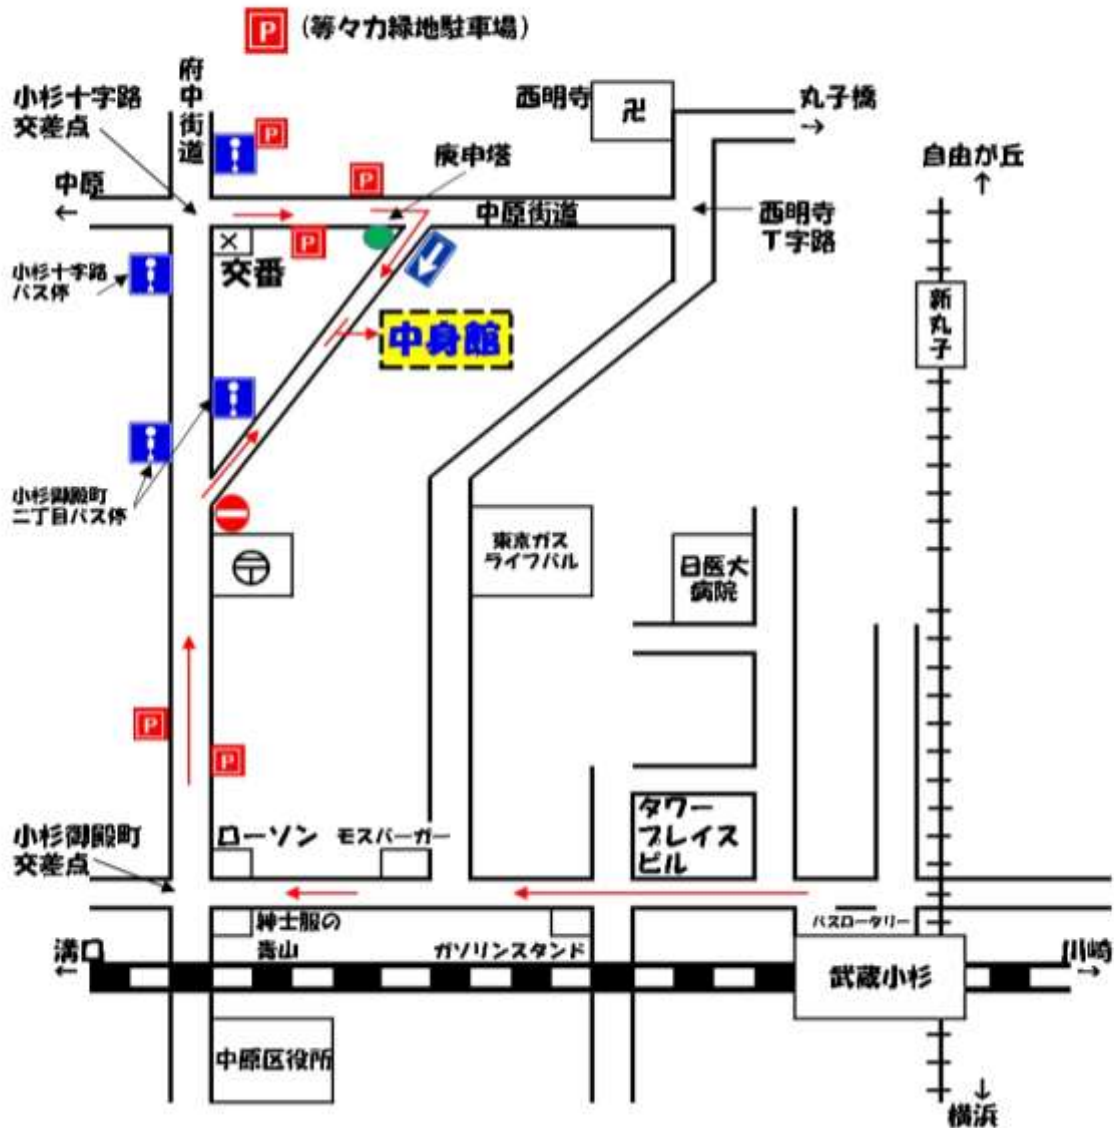 P (等々力緑地駐車場)
府中街道
小杉十字路
交差点
P
西明寺
卍
丸子橋
→
自由が丘
↑
中原
←
P
庚申塔
中原街道
西明寺
T字路
P
交番
小杉十字路
バス停
新丸子
中身館
小杉御殿町
二丁目バス停
東京ガス
ライフバル
日医大
病院
P
P
小杉御殿町
交差点
ローソン
モスバーガー
タワー
プレイス
ビル
紳士服の
青山
ガソリンスタンド
バスロータリー
溝口
←
武蔵小杉
川崎
→
中原区役所
↓
横浜